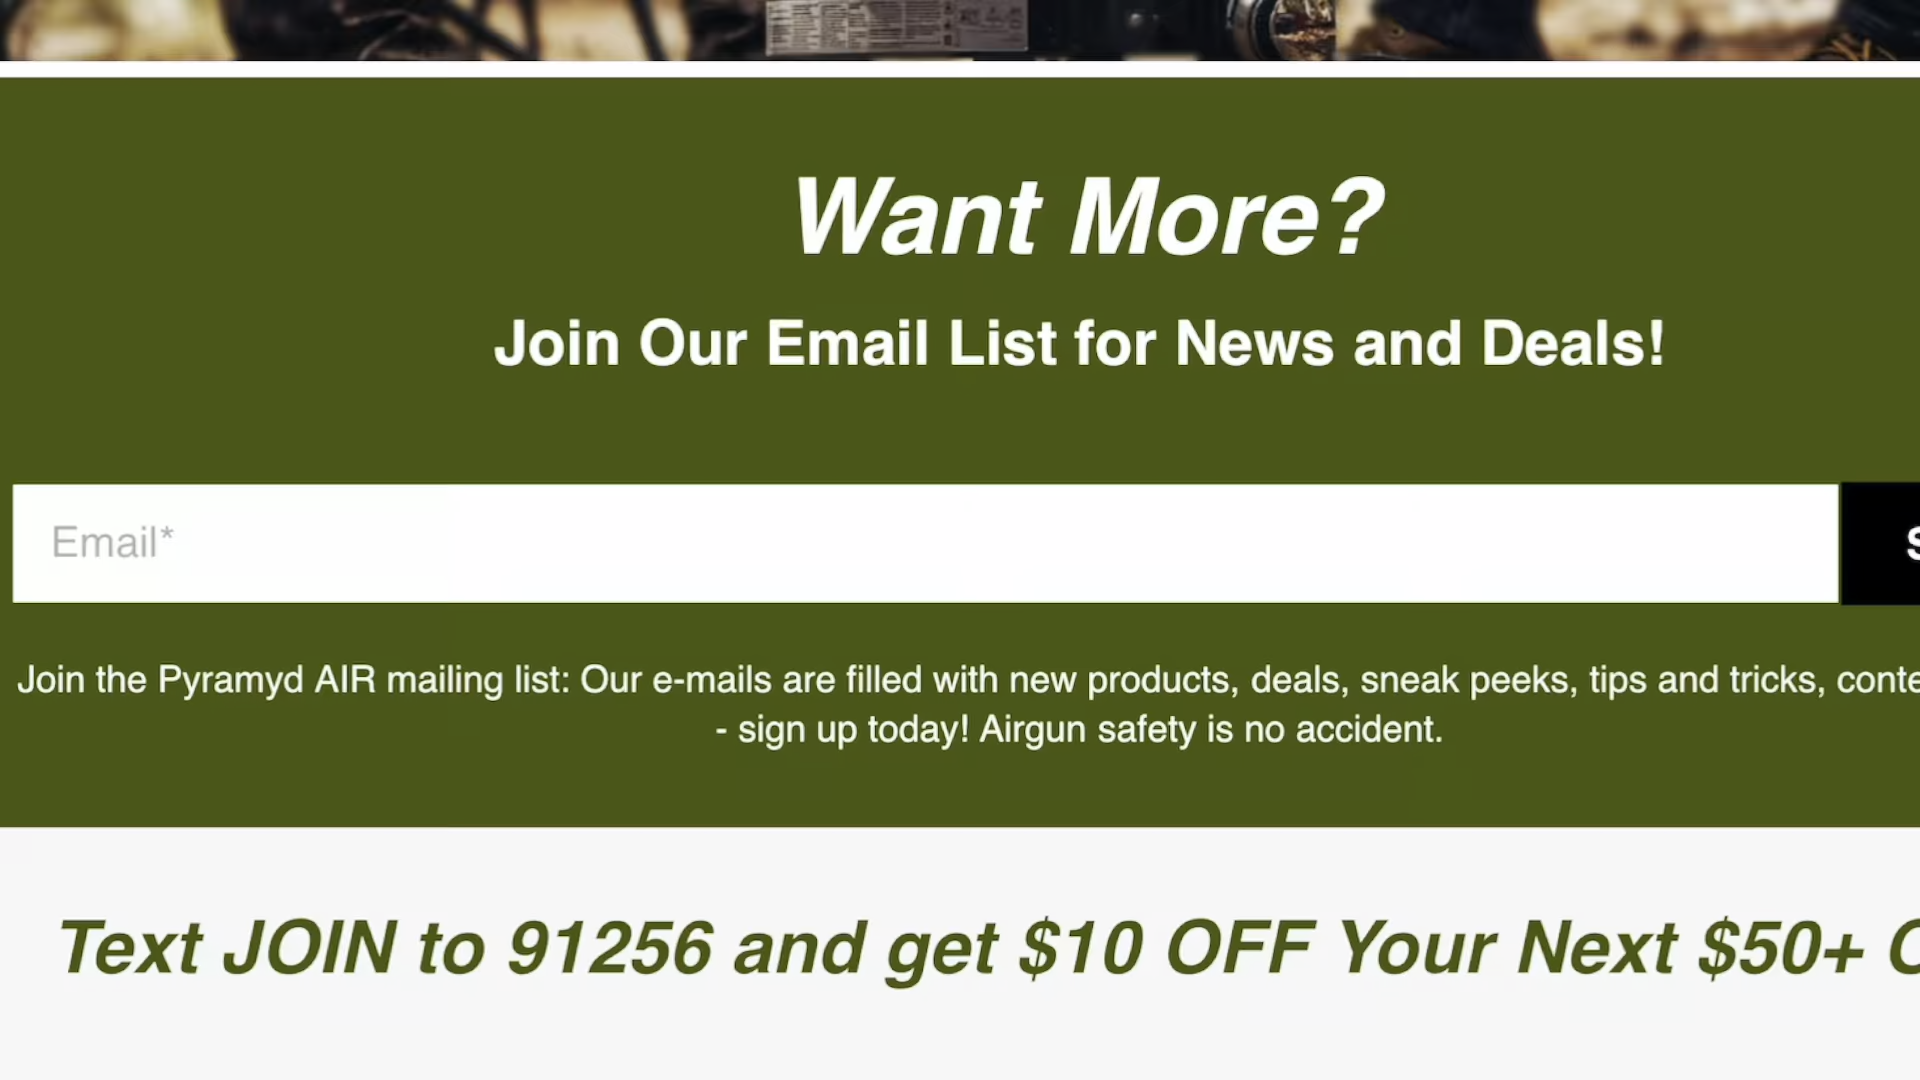 Want More?
Join Our Email List for News and Deals!
Email*
Join the Pyramyd AIR mailing list: Our e-mails are filled with new products, deals, sneak peeks, tips and tricks,
- sign up today! Airgun safety is no accident.
Text JOIN to 91256 and get $10 OFF Your Next $50+